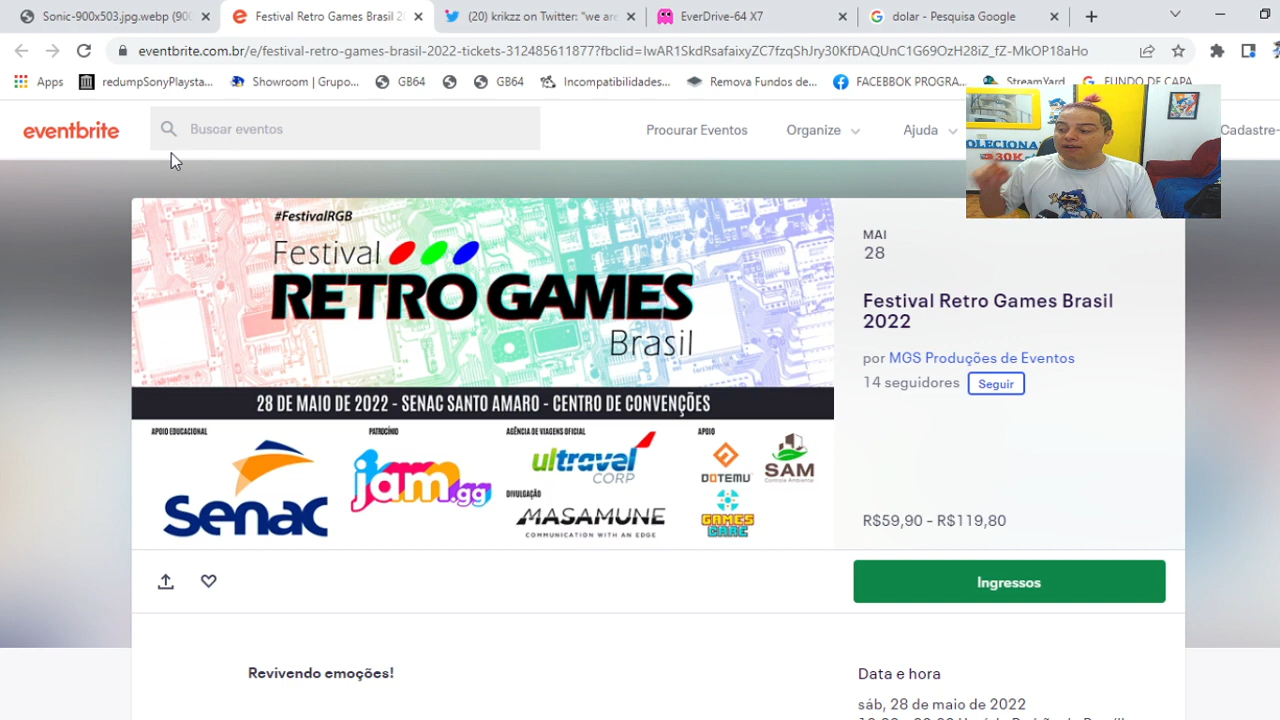 Sonic-900x503.jpg.webp (900
Festival Retro Games Brasil 2
(20) krikzz on Twitter: "we are
EverDrive-64 X7
dolar - Pesquisa Google
eventbrite.com.br/e/festival-retro-games-brasil-2022-tickets-312485611877?fbclid=IwAR1SkdRsafaixyZC7fzqShJry30KfDAQUnC1G69OzH28iZ_fZ-MkOP18aHo
Apps
redumpSonyPlaysta...
Showroom | Grupo...
GB64
GB64
Incompatibilidades...
Remova Fundos de...
FACEBBOK PROGRA...
StreamYard
FUNDO DE CAPA
eventbrite
Buscar eventos
Procurar Eventos
Organize
Ajuda
Cadastre-
OLECIONA
30K
#FestivalRGB
Festival
RETRO GAMES
Brasil
28 DE MAIO DE 2022 - SENAC SANTO AMARO - CENTRO DE CONVENÇÕES
APOIO EDUCACIONAL
PATROCÍNIO
AGÊNCIA DE VIAGENS OFICIAL
APOIO
Senac
jam.gg
ultravel
CORP
DIVULGAÇÃO
MASAMUNE
COMMUNICATION WITH AN EDGE
DOTEMU
SAM
Controle Ambiental
GAMES
CARE
MAI
28
Festival Retro Games Brasil
2022
por MGS Produções de Eventos
14 seguidores
Seguir
R$59,90 – R$119,80
Ingressos
Revivendo emoções!
Data e hora
sáb, 28 de maio de 2022